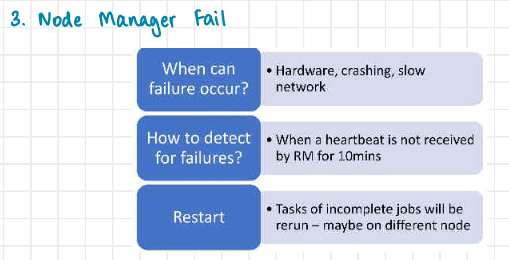 3. Node Manager Fail
When can
failure occur?
• Hardware, crashing, slow
network
How to detect
for failures?
• When a heartbeat is not received
by RM for 10mins
Restart
• Tasks of incomplete jobs will be
rerun – maybe on different node